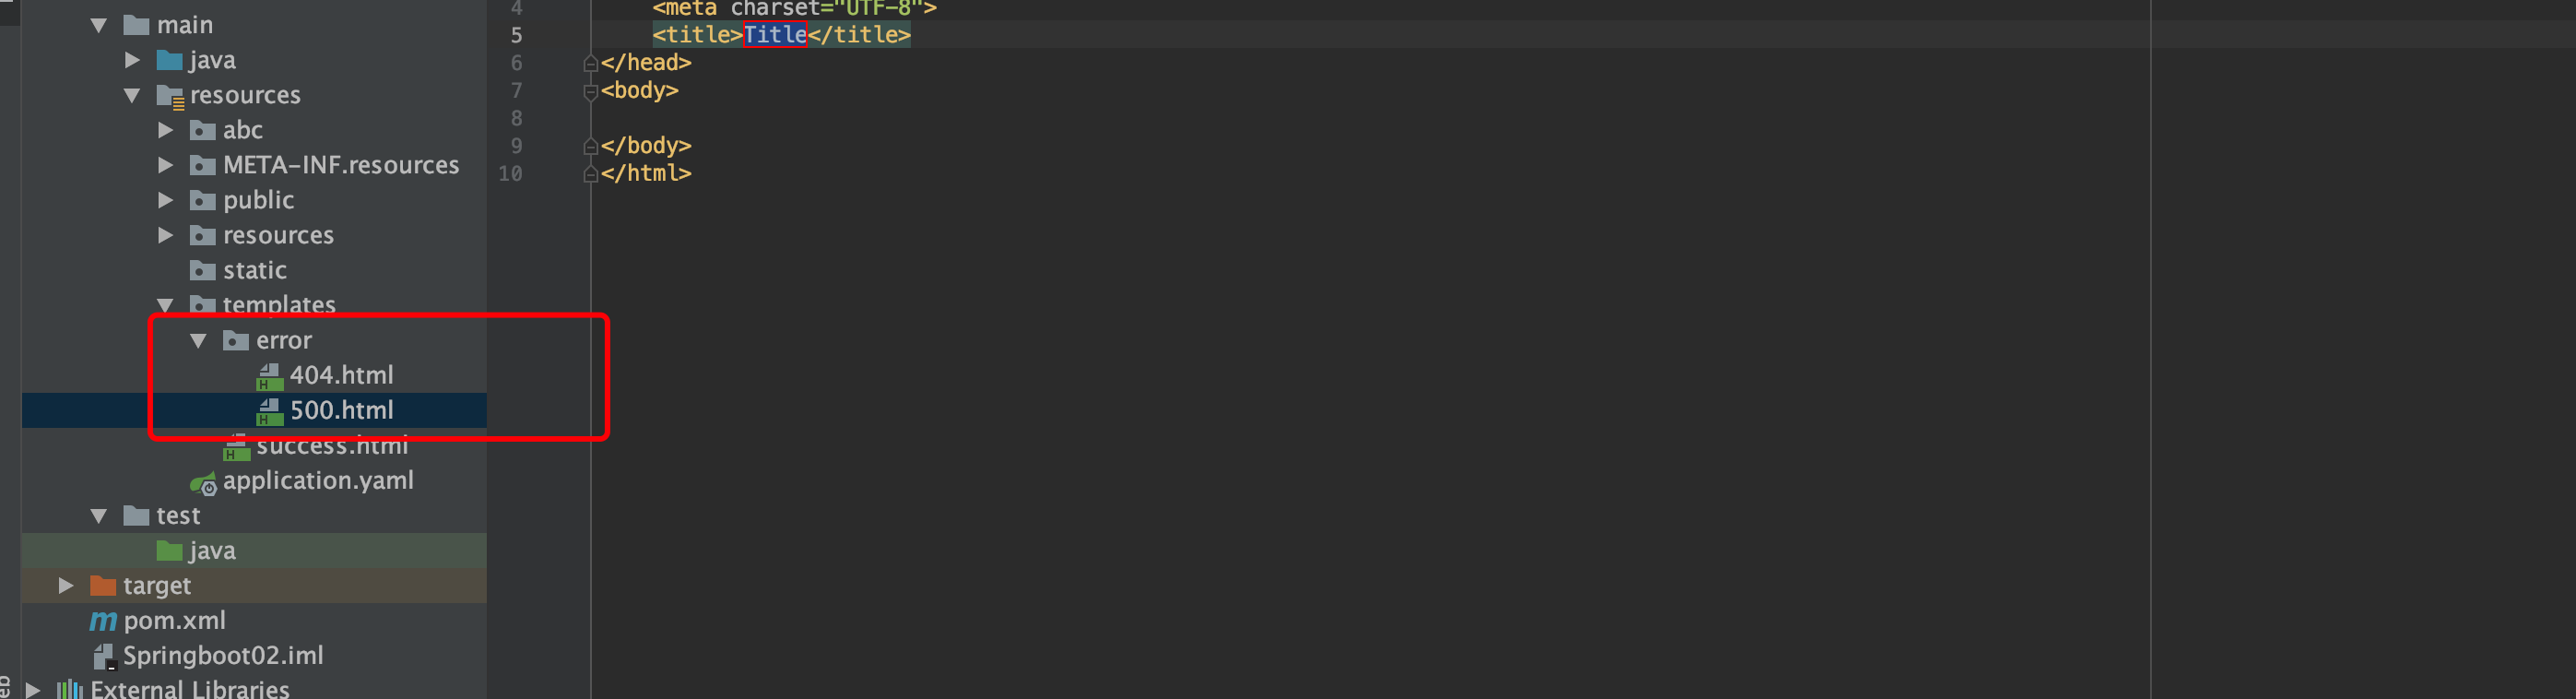 main
java
resources
abc
META-INF.resources
public
resources
static
templates
error
404.html
500.html
success.html
application.yaml
test
java
target
pom.xml
Springboot02.iml
External Libraries
4 <meta charset="UTF-8">
5 <title>Title</title>
6 </head>
7 <body>
8
9 </body>
10 </html>